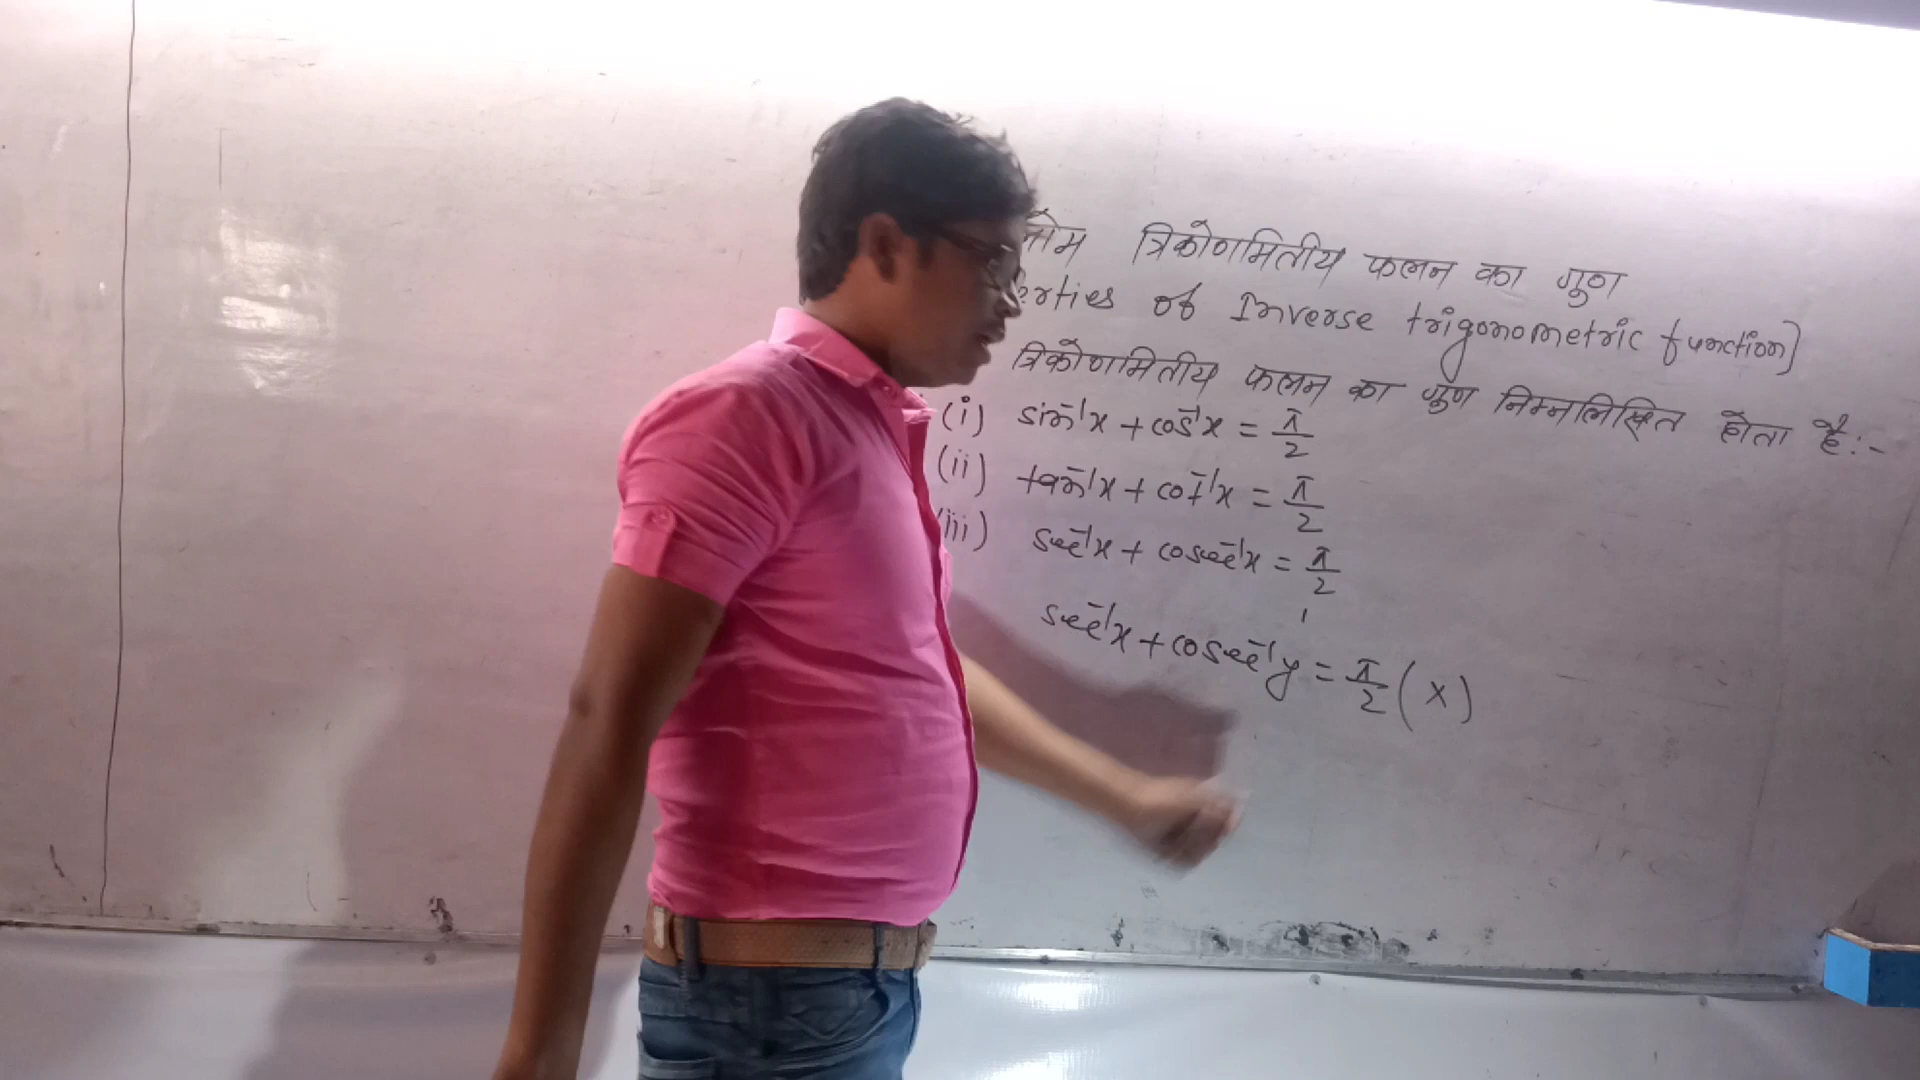 त्रिकोणमितीय फलन का गुण
of Inverse trigonometric function]
त्रिकोणमितीय फलन का गुण निम्नलिखित होता है:-
(i) sin⁻¹x + cos⁻¹x = π/2
(ii) tan⁻¹x + cot⁻¹x = π/2
(iii) sec⁻¹x + cosec⁻¹x = π/2
sec⁻¹x + cosec⁻¹y = π/2 (x)